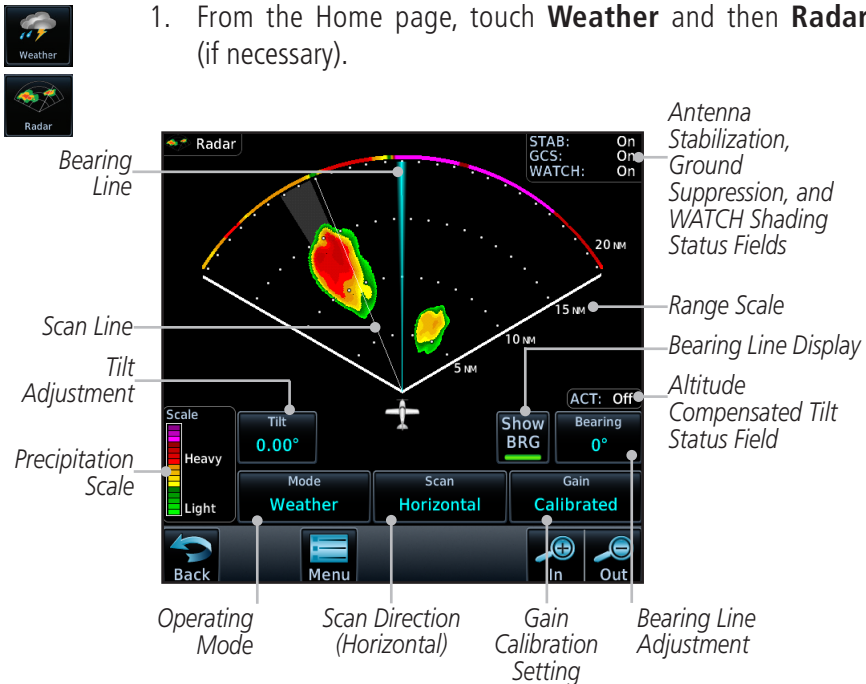 1. From the Home page, touch Weather and then Radar
(if necessary).
Weather
Radar
Radar
STAB: On
GCS: On
WATCH: On
Antenna
Stabilization,
Ground
Suppression, and
WATCH Shading
Status Fields
Bearing
Line
20 NM
15 NM
10 NM
5 NM
Range Scale
Scan Line
Bearing Line Display
Tilt
Adjustment
ACT: Off
Altitude
Compensated Tilt
Status Field
Scale
Heavy
Light
Precipitation
Scale
Tilt
0.00°
Show
BRG
Bearing
0°
Mode
Weather
Scan
Horizontal
Gain
Calibrated
Back
Menu
In
Out
Operating
Mode
Scan Direction
(Horizontal)
Gain
Calibration
Setting
Bearing Line
Adjustment